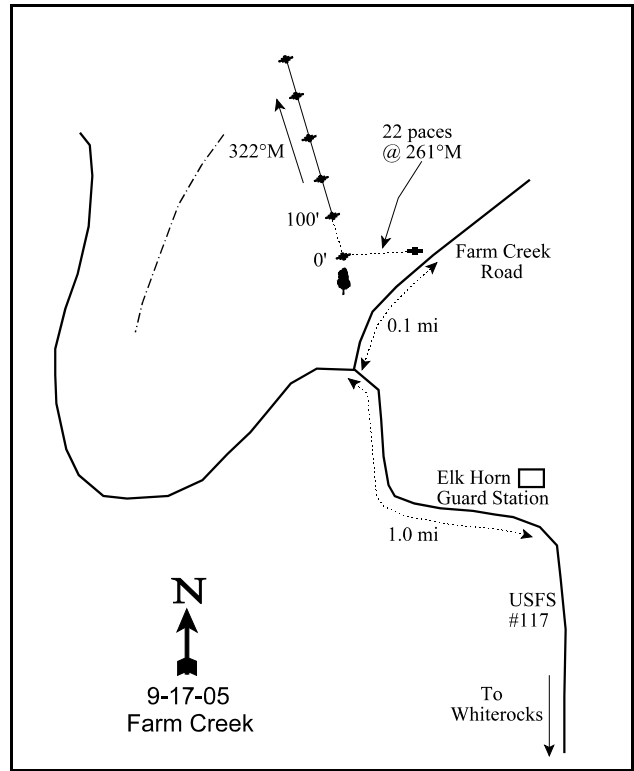 22 paces
@ 261°M
322°M
100'
0'
Farm Creek
Road
0.1 mi
Elk Horn
Guard Station
1.0 mi
USFS
#117
N
9-17-05
Farm Creek
To
Whiterocks